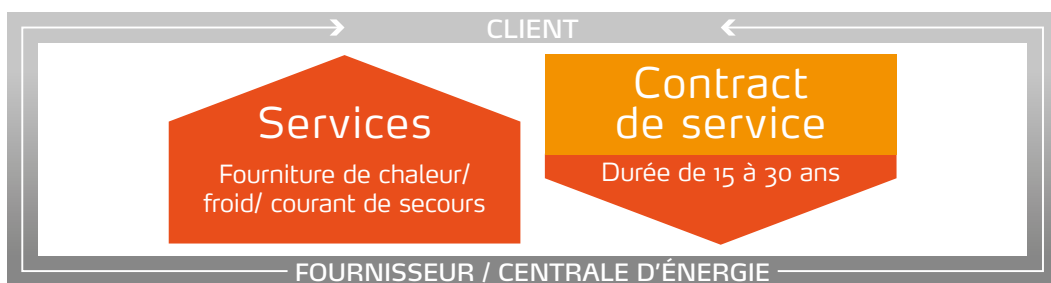 CLIENT
Services
Fourniture de chaleur/
froid/ courant de secours
Contract
de service
Durée de 15 à 30 ans
FOURNISSEUR / CENTRALE D'ÉNERGIE